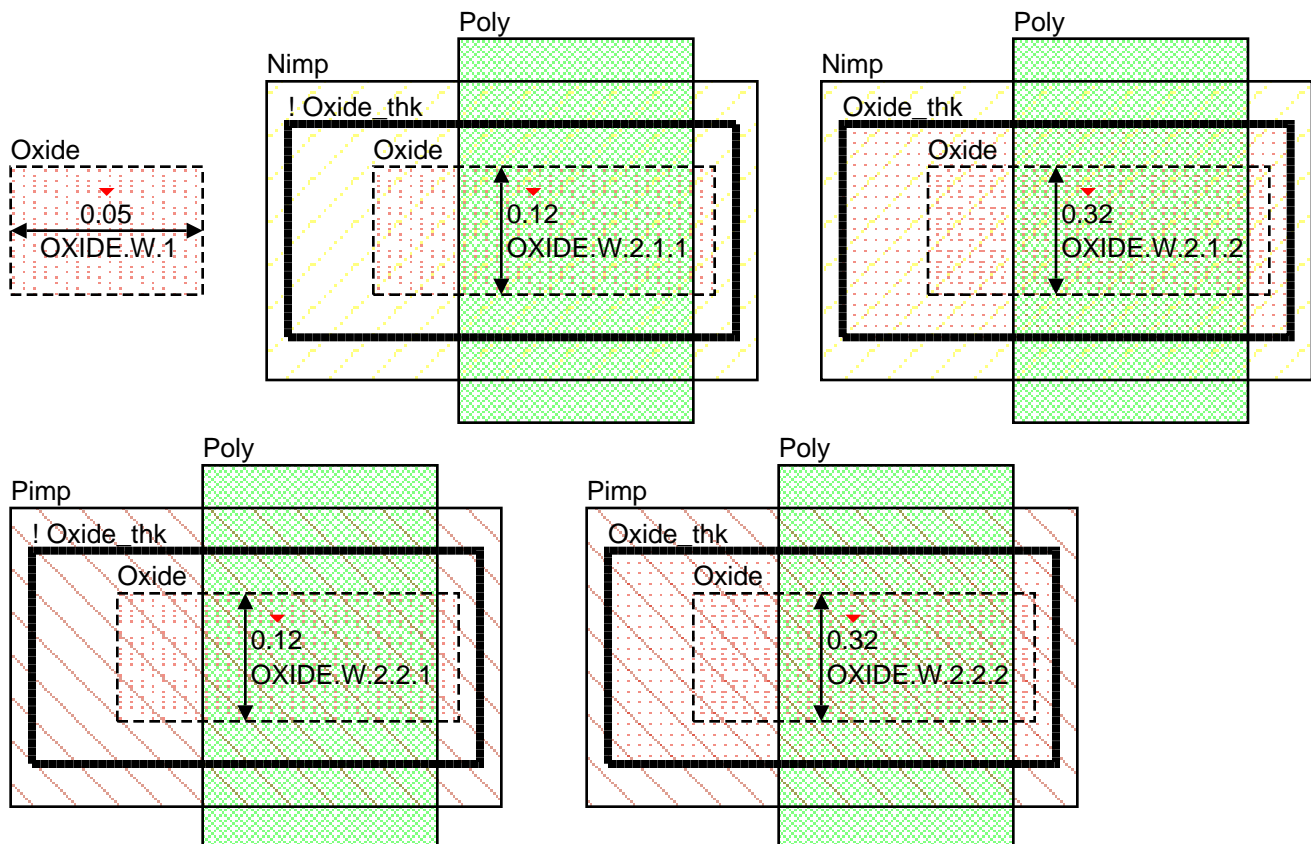 Oxide
0.05
OXIDE.W.1
Poly
Nimp
! Oxide_thk
Oxide
0.12
OXIDE.W.2.1.1
Poly
Nimp
Oxide_thk
Oxide
0.32
OXIDE.W.2.1.2
Poly
Pimp
! Oxide_thk
Oxide
0.12
OXIDE.W.2.2.1
Poly
Pimp
Oxide_thk
Oxide
0.32
OXIDE.W.2.2.2